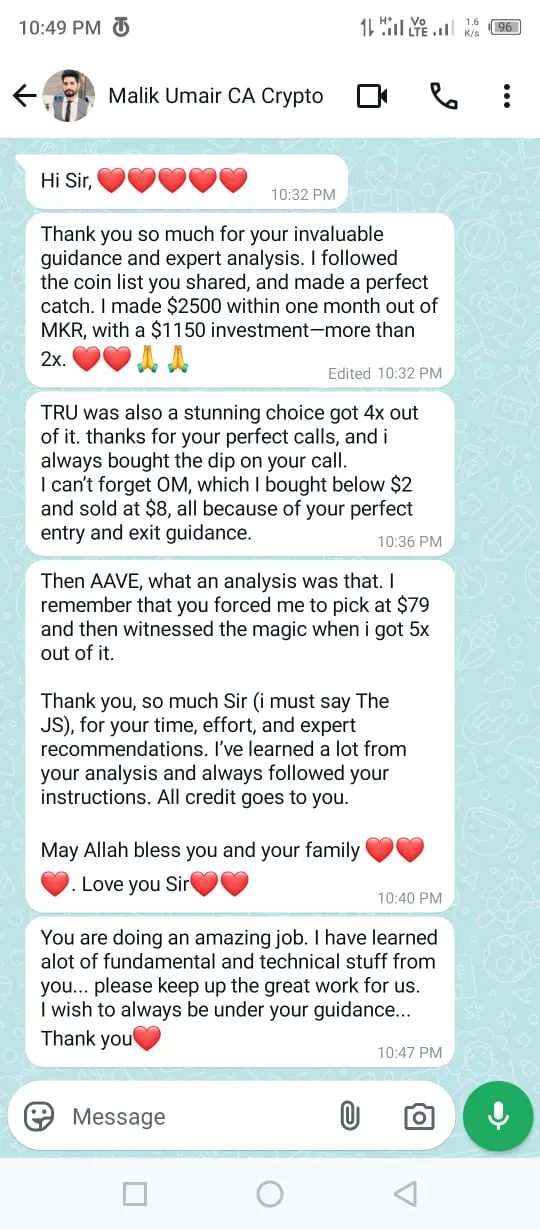 10:49 PM
H+
Vo
LTE
1.6
K/s
96
Malik Umair CA Crypto
Hi Sir, ❤️❤️❤️❤️❤️
10:32 PM
Thank you so much for your invaluable
guidance and expert analysis. I followed
the coin list you shared, and made a perfect
catch. I made $2500 within one month out of
MKR, with a $1150 investment—more than
2x. ❤️❤️🙏🙏
Edited 10:32 PM
TRU was also a stunning choice got 4x out
of it. thanks for your perfect calls, and i
always bought the dip on your call.
I can't forget OM, which I bought below $2
and sold at $8, all because of your perfect
entry and exit guidance.
10:36 PM
Then AAVE, what an analysis was that. I
remember that you forced me to pick at $79
and then witnessed the magic when i got 5x
out of it.
Thank you, so much Sir (i must say The
JS), for your time, effort, and expert
recommendations. I've learned a lot from
your analysis and always followed your
instructions. All credit goes to you.
May Allah bless you and your family ❤️❤️
❤️. Love you Sir❤️❤️
10:40 PM
You are doing an amazing job. I have learned
alot of fundamental and technical stuff from
you... please keep up the great work for us.
I wish to always be under your guidance...
Thank you❤️
10:47 PM
Message